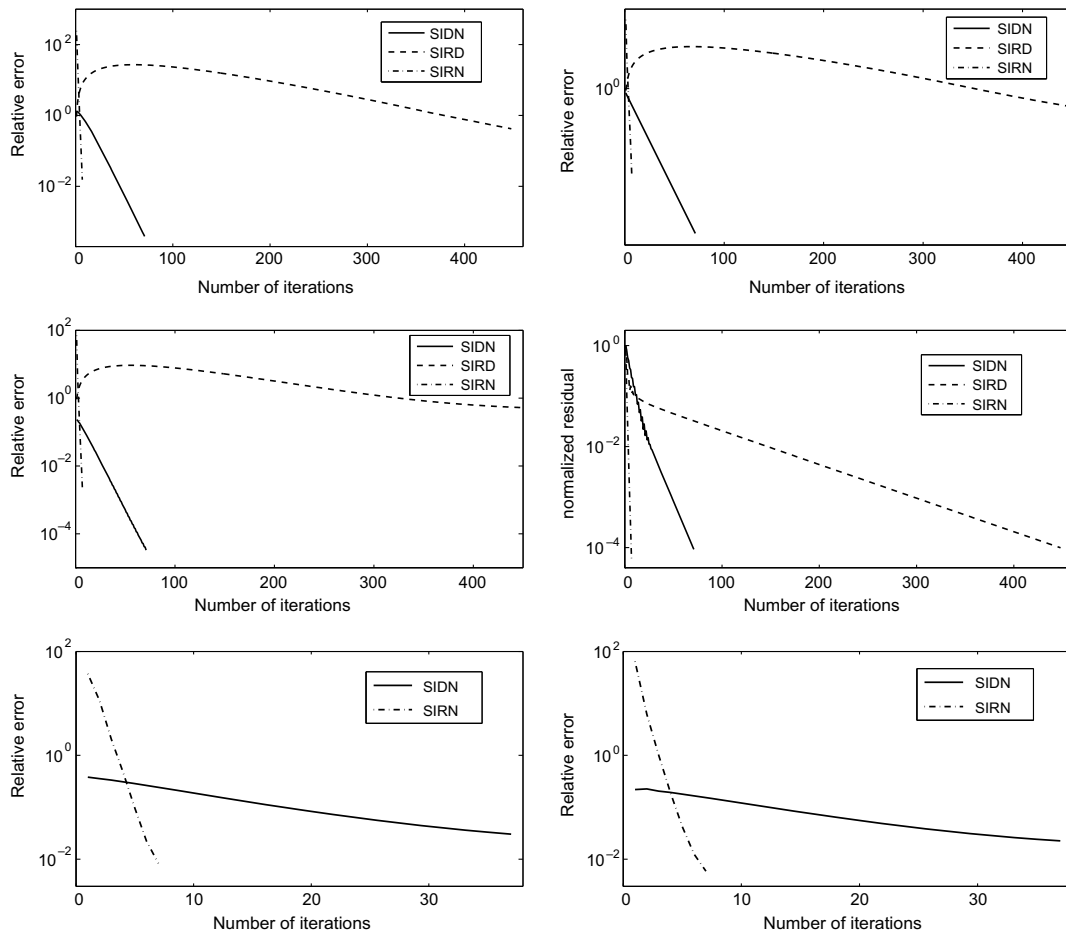 Relative error
10^2
10^0
10^−2
SIDN
SIRD
SIRN
0 100 200 300 400
Number of iterations
Relative error
10^0
SIDN
SIRD
SIRN
0 100 200 300 400
Number of iterations
Relative error
10^2
10^0
10^−2
10^−4
SIDN
SIRD
SIRN
0 100 200 300 400
Number of iterations
normalized residual
10^0
10^−2
10^−4
SIDN
SIRD
SIRN
0 100 200 300 400
Number of iterations
Relative error
10^2
10^0
10^−2
SIDN
SIRN
0 10 20 30
Number of iterations
Relative error
10^2
10^0
10^−2
SIDN
SIRN
0 10 20 30
Number of iterations